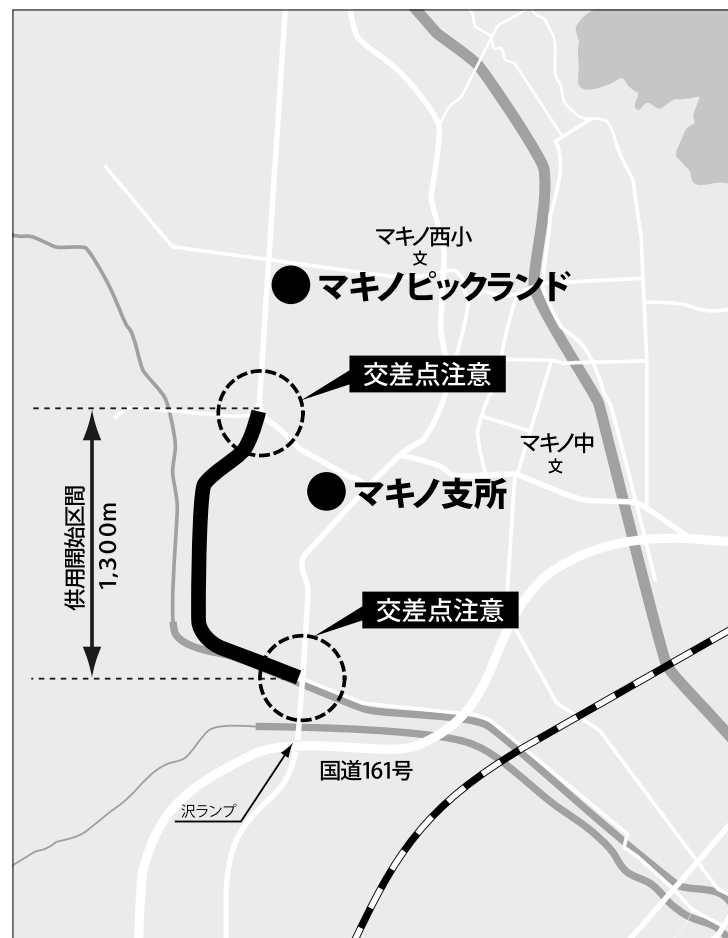 マキノ西小
文
マキノピックランド
交差点注意
マキノ中
文
マキノ支所
供用開始区間
1,300m
交差点注意
国道161号
沢ランプ